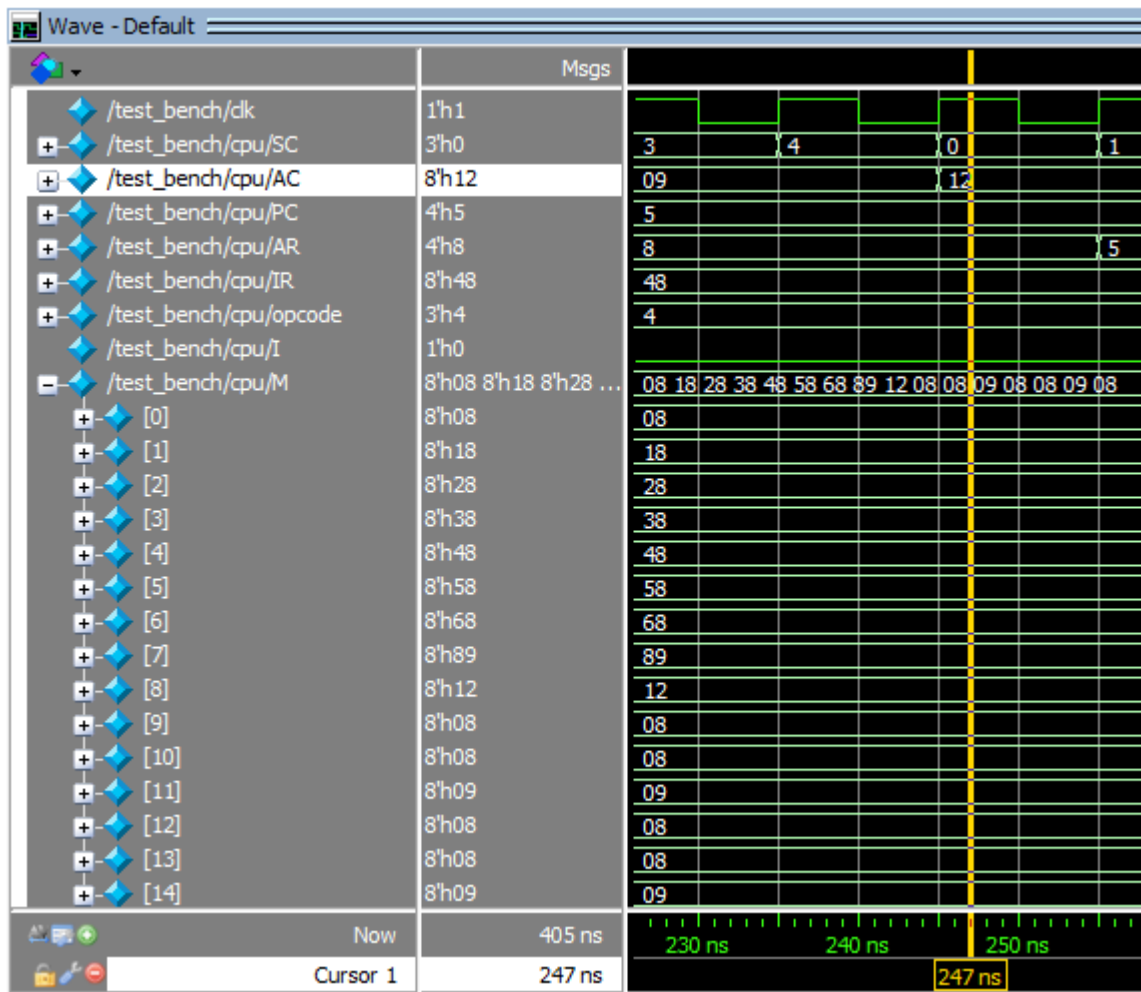 Wave - Default
Msgs
/test_bench/clk 1'h1
/test_bench/cpu/SC 3'h0 3 4 0 1
/test_bench/cpu/AC 8'h12 09 12
/test_bench/cpu/PC 4'h5 5
/test_bench/cpu/AR 4'h8 8 5
/test_bench/cpu/IR 8'h48 48
/test_bench/cpu/opcode 3'h4 4
/test_bench/cpu/I 1'h0
/test_bench/cpu/M 8'h08 8'h18 8'h28 ... 08 18 28 38 48 58 68 89 12 08 08 09 08 08 09 08
[0] 8'h08 08
[1] 8'h18 18
[2] 8'h28 28
[3] 8'h38 38
[4] 8'h48 48
[5] 8'h58 58
[6] 8'h68 68
[7] 8'h89 89
[8] 8'h12 12
[9] 8'h08 08
[10] 8'h08 08
[11] 8'h09 09
[12] 8'h08 08
[13] 8'h08 08
[14] 8'h09 09
Now 405 ns 230 ns 240 ns 250 ns
Cursor 1 247 ns 247 ns